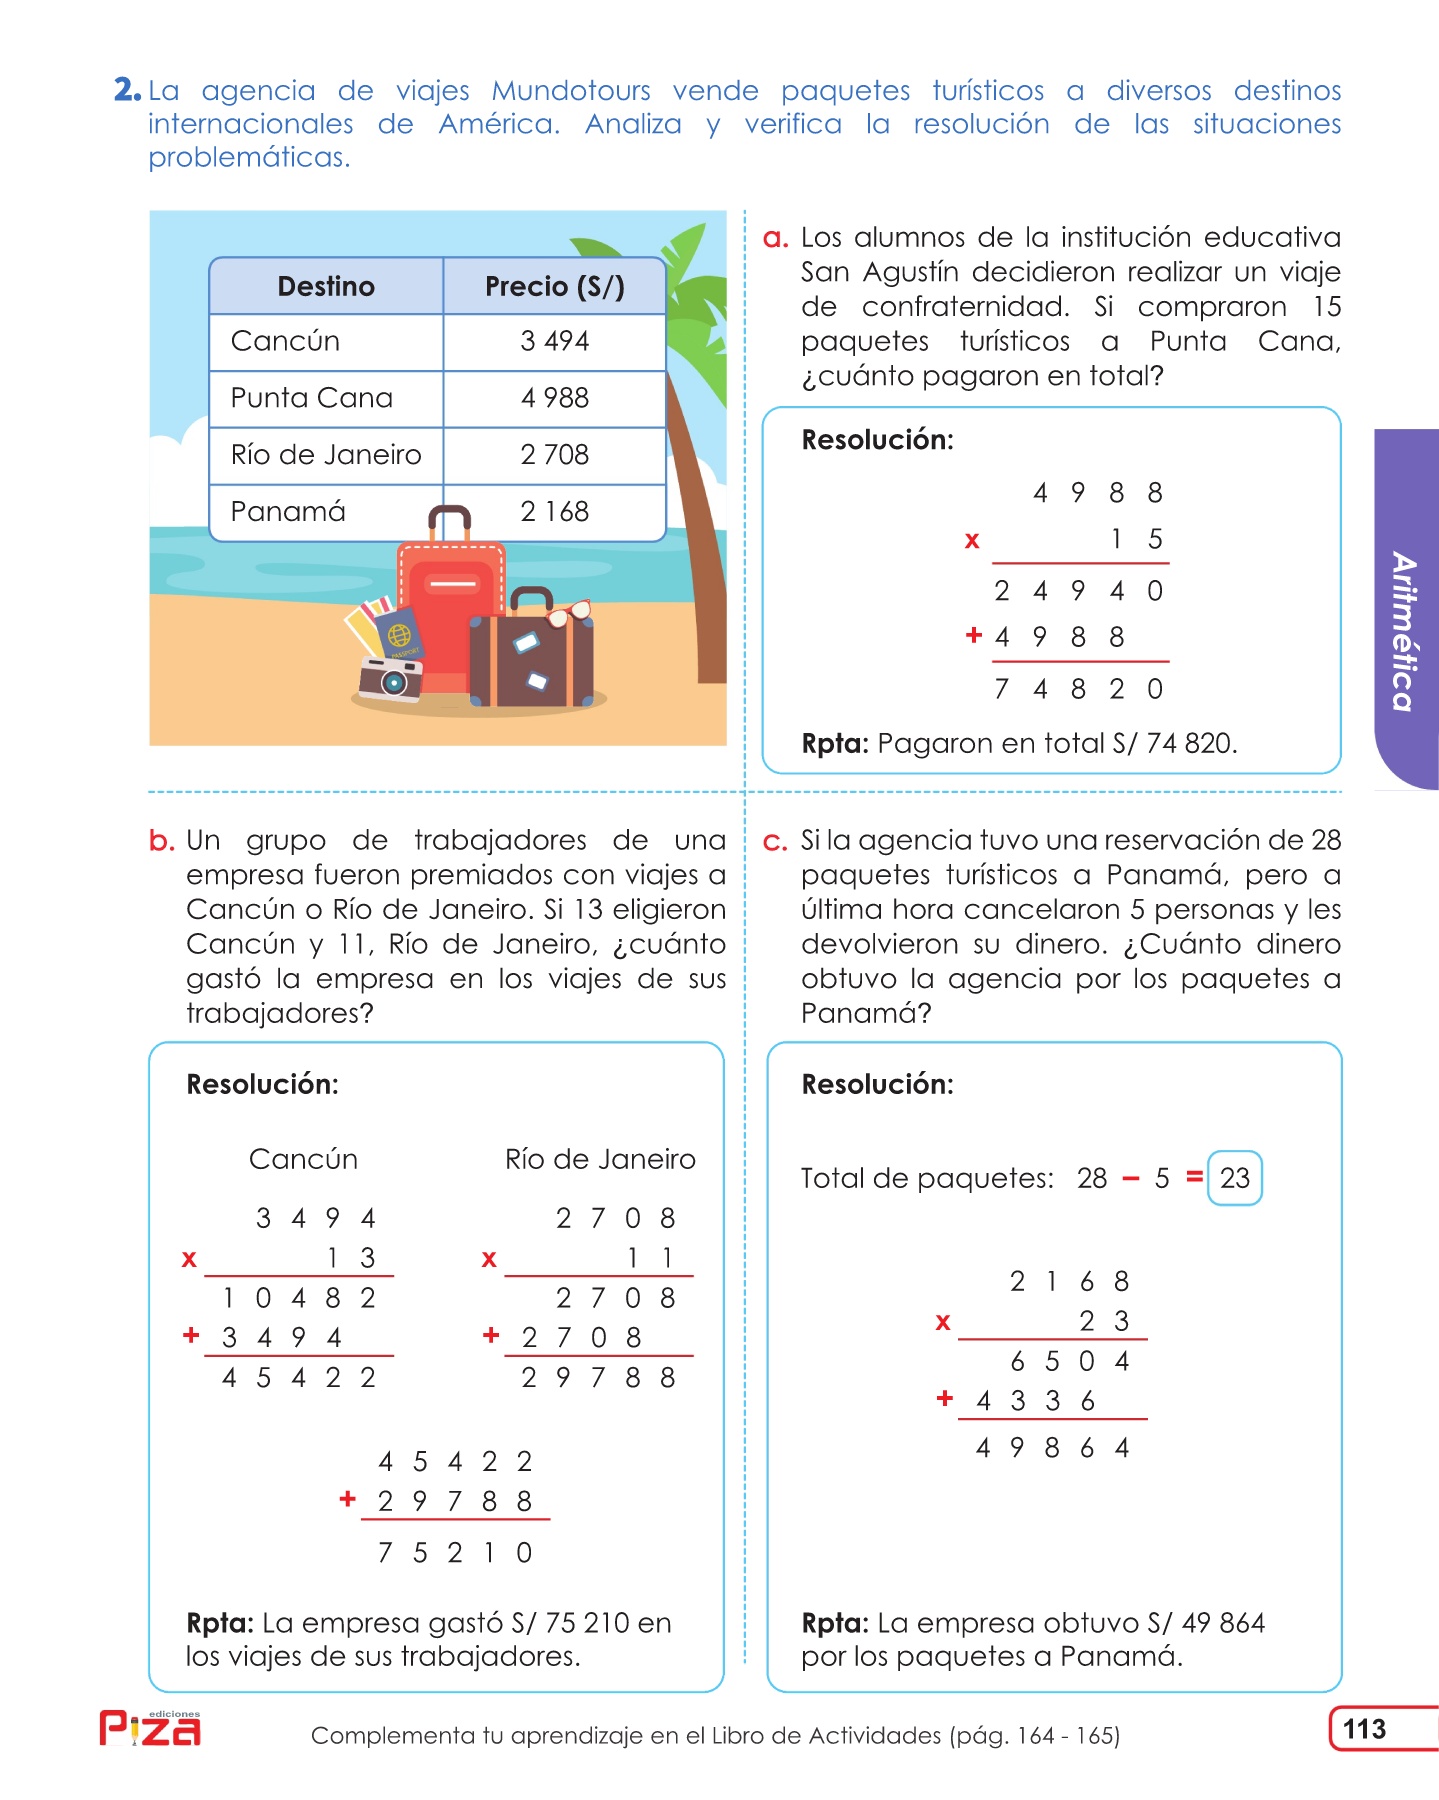 2. La agencia de viajes Mundotours vende paquetes turísticos a diversos destinos
internacionales de América. Analiza y verifica la resolución de las situaciones
problemáticas.
Destino Precio (S/)
Cancún 3 494
Punta Cana 4 988
Río de Janeiro 2 708
Panamá 2 168
PASSPORT
a. Los alumnos de la institución educativa
San Agustín decidieron realizar un viaje
de confraternidad. Si compraron 15
paquetes turísticos a Punta Cana,
¿cuánto pagaron en total?
Resolución:
4 9 8 8
x 1 5
2 4 9 4 0
+ 4 9 8 8
7 4 8 2 0
Rpta: Pagaron en total S/ 74 820.
Aritmética
b. Un grupo de trabajadores de una
empresa fueron premiados con viajes a
Cancún o Río de Janeiro. Si 13 eligieron
Cancún y 11, Río de Janeiro, ¿cuánto
gastó la empresa en los viajes de sus
trabajadores?
Resolución:
Cancún
3 4 9 4
x 1 3
1 0 4 8 2
+ 3 4 9 4
4 5 4 2 2
Río de Janeiro
2 7 0 8
x 1 1
2 7 0 8
+ 2 7 0 8
2 9 7 8 8
4 5 4 2 2
+ 2 9 7 8 8
7 5 2 1 0
Rpta: La empresa gastó S/ 75 210 en
los viajes de sus trabajadores.
c. Si la agencia tuvo una reservación de 28
paquetes turísticos a Panamá, pero a
última hora cancelaron 5 personas y les
devolvieron su dinero. ¿Cuánto dinero
obtuvo la agencia por los paquetes a
Panamá?
Resolución:
Total de paquetes: 28 – 5 = 23
2 1 6 8
x 2 3
6 5 0 4
+ 4 3 3 6
4 9 8 6 4
Rpta: La empresa obtuvo S/ 49 864
por los paquetes a Panamá.
ediciones
Piza
Complementa tu aprendizaje en el Libro de Actividades (pág. 164 - 165)
113